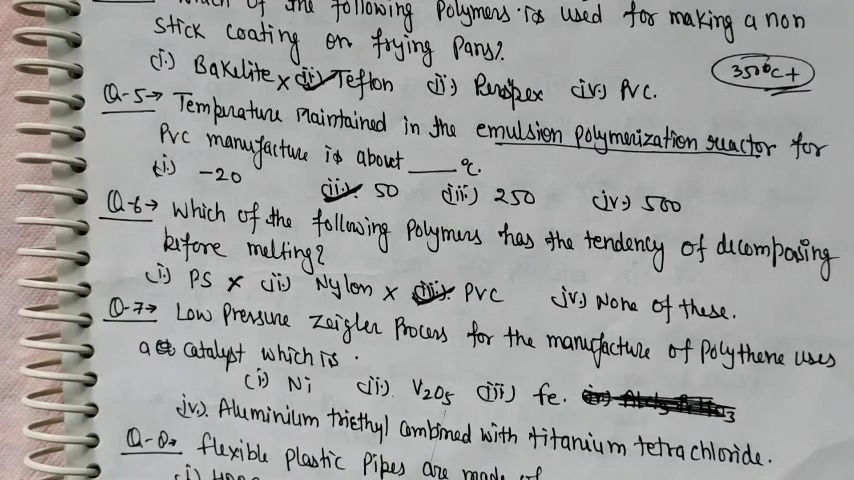 of the following Polymers is used for making a non
stick coating on frying Pans?
(i.) Bakelite x (ii.) Teflon (ii.) Perspex (iv.) PVC.
350°C+
Q-5→ Temperature Maintained in the emulsion polymerization reactor for
PVC manufacture is about ___ °C.
(i) -20 (ii.) 50 (iii.) 250 (iv.) 500
Q-6→ Which of the following Polymers has the tendency of decomposing
before melting?
(i) PS x (ii) Nylon x (iii). PVC (iv.) None of these.
Q-7→ Low Pressure Zeigler Process for the manufacture of Polythene uses
a catalyst which is.
(i) Ni (ii). V2O5 (iii) fe.
(iv). Aluminium triethyl combined with titanium tetrachloride.
Q-8→ flexible plastic Pipes are made of